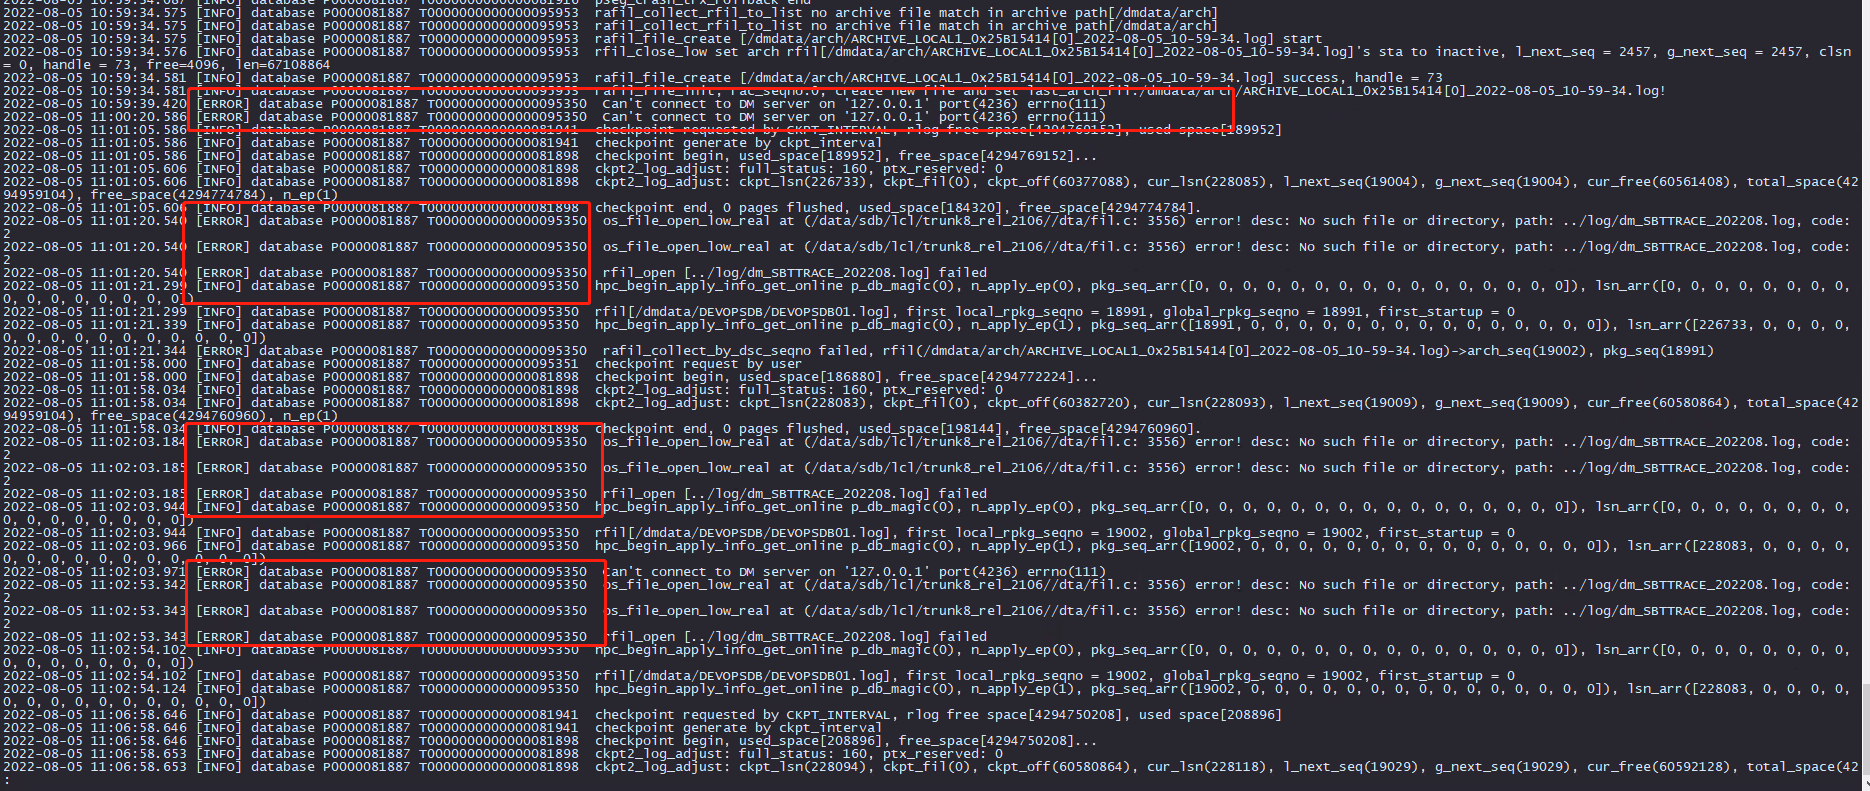 2022-08-05 10:59:34.575 [INFO] database P0000081887 T0000000000000095953  rafil_collect_rfil_to_list no archive file match in archive path[/dmdata/arch]
2022-08-05 10:59:34.575 [INFO] database P0000081887 T0000000000000095953  rafil_collect_rfil_to_list no archive file match in archive path[/dmdata/arch]
2022-08-05 10:59:34.575 [INFO] database P0000081887 T0000000000000095953  rafil_file_create [/dmdata/arch/ARCHIVE_LOCAL1_0x25B15414[0]_2022-08-05_10-59-34.log] start
2022-08-05 10:59:34.576 [INFO] database P0000081887 T0000000000000095953  rfil_close_low set arch rfil[/dmdata/arch/ARCHIVE_LOCAL1_0x25B15414[0]_2022-08-05_10-59-34.log]'s sta to inactive, l_next_seq = 2457, g_next_seq = 2457, clsn
= 0, handle = 73, free=4096, len=67108864
2022-08-05 10:59:34.581 [INFO] database P0000081887 T0000000000000095953  rafil_file_create [/dmdata/arch/ARCHIVE_LOCAL1_0x25B15414[0]_2022-08-05_10-59-34.log] success, handle = 73
2022-08-05 10:59:34.581 [INFO] database P0000081887 T0000000000000095953  rafil_file_init, rac_seqno:0, create new file and set last_arch_fil:/dmdata/arch/ARCHIVE_LOCAL1_0x25B15414[0]_2022-08-05_10-59-34.log!
2022-08-05 10:59:39.420 [ERROR] database P0000081887 T0000000000000095350  Can't connect to DM server on '127.0.0.1' port(4236) errno(111)
2022-08-05 11:00:20.586 [ERROR] database P0000081887 T0000000000000095350  Can't connect to DM server on '127.0.0.1' port(4236) errno(111)
2022-08-05 11:01:05.586 [INFO] database P0000081887 T0000000000000081941  checkpoint requested by CKPT_INTERVAL, rlog free space[4294769152], used space[189952]
2022-08-05 11:01:05.586 [INFO] database P0000081887 T0000000000000081941  checkpoint generate by ckpt_interval
2022-08-05 11:01:05.586 [INFO] database P0000081887 T0000000000000081898  checkpoint begin, used_space[189952], free_space[4294769152]...
2022-08-05 11:01:05.606 [INFO] database P0000081887 T0000000000000081898  ckpt2_log_adjust: full_status: 160, ptx_reserved: 0
2022-08-05 11:01:05.606 [INFO] database P0000081887 T0000000000000081898  ckpt2_log_adjust: ckpt_lsn(226733), ckpt_fil(0), ckpt_off(60377088), cur_lsn(228085), l_next_seq(19004), g_next_seq(19004), cur_free(60561408), total_space(42
94959104), free_space(4294774784), n_ep(1)
2022-08-05 11:01:05.606 [INFO] database P0000081887 T0000000000000081898  checkpoint end, 0 pages flushed, used_space[184320], free_space[4294774784].
2022-08-05 11:01:20.540 [ERROR] database P0000081887 T0000000000000095350  os_file_open_low_real at (/data/sdb/lcl/trunk8_rel_2106//dta/fil.c: 3556) error! desc: No such file or directory, path: ../log/dm_SBTTRACE_202208.log, code:
2
2022-08-05 11:01:20.540 [ERROR] database P0000081887 T0000000000000095350  os_file_open_low_real at (/data/sdb/lcl/trunk8_rel_2106//dta/fil.c: 3556) error! desc: No such file or directory, path: ../log/dm_SBTTRACE_202208.log, code:
2
2022-08-05 11:01:20.540 [ERROR] database P0000081887 T0000000000000095350  rfil_open [../log/dm_SBTTRACE_202208.log] failed
2022-08-05 11:01:21.299 [INFO] database P0000081887 T0000000000000095350  hpc_begin_apply_info_get_online p_db_magic(0), n_apply_ep(0), pkg_seq_arr([0, 0, 0, 0, 0, 0, 0, 0, 0, 0, 0, 0, 0, 0, 0, 0]), lsn_arr([0, 0, 0, 0, 0, 0, 0, 0,
0, 0, 0, 0, 0, 0, 0, 0])
2022-08-05 11:01:21.299 [INFO] database P0000081887 T0000000000000095350  rfil[/dmdata/DEVOPSDB/DEVOPSDB01.log], first local_rpkg_seqno = 18991, global_rpkg_seqno = 18991, first_startup = 0
2022-08-05 11:01:21.339 [INFO] database P0000081887 T0000000000000095350  hpc_begin_apply_info_get_online p_db_magic(0), n_apply_ep(1), pkg_seq_arr([18991, 0, 0, 0, 0, 0, 0, 0, 0, 0, 0, 0, 0, 0, 0, 0]), lsn_arr([226733, 0, 0, 0, 0,
0, 0, 0, 0, 0, 0, 0, 0, 0, 0, 0])
2022-08-05 11:01:21.344 [ERROR] database P0000081887 T0000000000000095350  rafil_collect_by_dsc_seqno failed, rfil(/dmdata/arch/ARCHIVE_LOCAL1_0x25B15414[0]_2022-08-05_10-59-34.log)->arch_seq(19002), pkg_seq(18991)
2022-08-05 11:01:58.000 [INFO] database P0000081887 T0000000000000095351  checkpoint request by user
2022-08-05 11:01:58.000 [INFO] database P0000081887 T0000000000000081898  checkpoint begin, used_space[186880], free_space[4294772224]...
2022-08-05 11:01:58.034 [INFO] database P0000081887 T0000000000000081898  ckpt2_log_adjust: full_status: 160, ptx_reserved: 0
2022-08-05 11:01:58.034 [INFO] database P0000081887 T0000000000000081898  ckpt2_log_adjust: ckpt_lsn(228083), ckpt_fil(0), ckpt_off(60382720), cur_lsn(228093), l_next_seq(19009), g_next_seq(19009), cur_free(60580864), total_space(42
94959104), free_space(4294760960), n_ep(1)
2022-08-05 11:01:58.034 [INFO] database P0000081887 T0000000000000081898  checkpoint end, 0 pages flushed, used_space[198144], free_space[4294760960].
2022-08-05 11:02:03.184 [ERROR] database P0000081887 T0000000000000095350  os_file_open_low_real at (/data/sdb/lcl/trunk8_rel_2106//dta/fil.c: 3556) error! desc: No such file or directory, path: ../log/dm_SBTTRACE_202208.log, code:
2
2022-08-05 11:02:03.185 [ERROR] database P0000081887 T0000000000000095350  os_file_open_low_real at (/data/sdb/lcl/trunk8_rel_2106//dta/fil.c: 3556) error! desc: No such file or directory, path: ../log/dm_SBTTRACE_202208.log, code:
2
2022-08-05 11:02:03.185 [ERROR] database P0000081887 T0000000000000095350  rfil_open [../log/dm_SBTTRACE_202208.log] failed
2022-08-05 11:02:03.944 [INFO] database P0000081887 T0000000000000095350  hpc_begin_apply_info_get_online p_db_magic(0), n_apply_ep(0), pkg_seq_arr([0, 0, 0, 0, 0, 0, 0, 0, 0, 0, 0, 0, 0, 0, 0, 0]), lsn_arr([0, 0, 0, 0, 0, 0, 0, 0,
0, 0, 0, 0, 0, 0, 0, 0])
2022-08-05 11:02:03.944 [INFO] database P0000081887 T0000000000000095350  rfil[/dmdata/DEVOPSDB/DEVOPSDB01.log], first local_rpkg_seqno = 19002, global_rpkg_seqno = 19002, first_startup = 0
2022-08-05 11:02:03.966 [INFO] database P0000081887 T0000000000000095350  hpc_begin_apply_info_get_online p_db_magic(0), n_apply_ep(1), pkg_seq_arr([19002, 0, 0, 0, 0, 0, 0, 0, 0, 0, 0, 0, 0, 0, 0, 0]), lsn_arr([228083, 0, 0, 0, 0,
0, 0, 0, 0, 0, 0, 0, 0, 0, 0, 0])
2022-08-05 11:02:03.971 [ERROR] database P0000081887 T0000000000000095350  Can't connect to DM server on '127.0.0.1' port(4236) errno(111)
2022-08-05 11:02:53.342 [ERROR] database P0000081887 T0000000000000095350  os_file_open_low_real at (/data/sdb/lcl/trunk8_rel_2106//dta/fil.c: 3556) error! desc: No such file or directory, path: ../log/dm_SBTTRACE_202208.log, code:
2
2022-08-05 11:02:53.343 [ERROR] database P0000081887 T0000000000000095350  os_file_open_low_real at (/data/sdb/lcl/trunk8_rel_2106//dta/fil.c: 3556) error! desc: No such file or directory, path: ../log/dm_SBTTRACE_202208.log, code:
2
2022-08-05 11:02:53.343 [ERROR] database P0000081887 T0000000000000095350  rfil_open [../log/dm_SBTTRACE_202208.log] failed
2022-08-05 11:02:54.102 [INFO] database P0000081887 T0000000000000095350  hpc_begin_apply_info_get_online p_db_magic(0), n_apply_ep(0), pkg_seq_arr([0, 0, 0, 0, 0, 0, 0, 0, 0, 0, 0, 0, 0, 0, 0, 0]), lsn_arr([0, 0, 0, 0, 0, 0, 0, 0,
0, 0, 0, 0, 0, 0, 0, 0])
2022-08-05 11:02:54.102 [INFO] database P0000081887 T0000000000000095350  rfil[/dmdata/DEVOPSDB/DEVOPSDB01.log], first local_rpkg_seqno = 19002, global_rpkg_seqno = 19002, first_startup = 0
2022-08-05 11:02:54.124 [INFO] database P0000081887 T0000000000000095350  hpc_begin_apply_info_get_online p_db_magic(0), n_apply_ep(1), pkg_seq_arr([19002, 0, 0, 0, 0, 0, 0, 0, 0, 0, 0, 0, 0, 0, 0, 0]), lsn_arr([228083, 0, 0, 0, 0,
0, 0, 0, 0, 0, 0, 0, 0, 0, 0, 0])
2022-08-05 11:06:58.646 [INFO] database P0000081887 T0000000000000081941  checkpoint requested by CKPT_INTERVAL, rlog free space[4294750208], used space[208896]
2022-08-05 11:06:58.646 [INFO] database P0000081887 T0000000000000081941  checkpoint generate by ckpt_interval
2022-08-05 11:06:58.646 [INFO] database P0000081887 T0000000000000081898  checkpoint begin, used_space[208896], free_space[4294750208]...
2022-08-05 11:06:58.653 [INFO] database P0000081887 T0000000000000081898  ckpt2_log_adjust: full_status: 160, ptx_reserved: 0
2022-08-05 11:06:58.653 [INFO] database P0000081887 T0000000000000081898  ckpt2_log_adjust: ckpt_lsn(228094), ckpt_fil(0), ckpt_off(60580864), cur_lsn(228118), l_next_seq(19029), g_next_seq(19029), cur_free(60592128), total_space(42
: